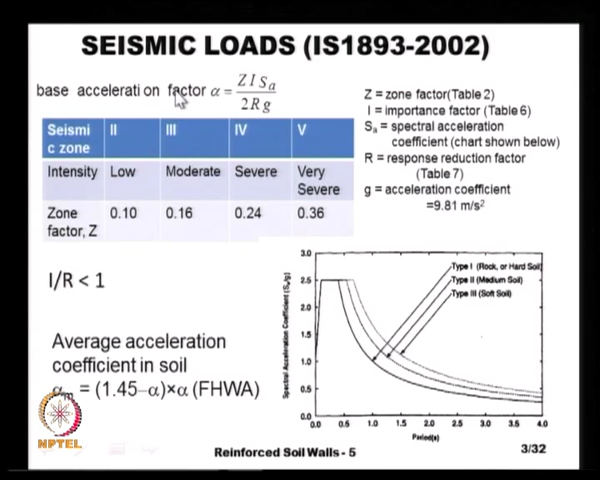 SEISMIC LOADS (IS1893-2002)
base accelerati on factor α = Z I Sa / 2 R g
Z = zone factor(Table 2)
I = importance factor (Table 6)
Sa = spectral acceleration
coefficient (chart shown below)
R = response reduction factor
(Table 7)
g = acceleration coefficient
=9.81 m/s²
Seismi c zone II III IV V
Intensity Low Moderate Severe Very Severe
Zone factor, Z 0.10 0.16 0.24 0.36
I/R < 1
Average acceleration
coefficient in soil
αm = (1.45–α)×α (FHWA)
Spectral Acceleration Coefficient (Sa/g)
3.0
2.5
2.0
1.5
1.0
0.5
0.0
Type I (Rock, or Hard Soil)
Type II (Medium Soil)
Type III (Soft Soil)
0.0 0.5 1.0 1.5 2.0 2.5 3.0 3.5 4.0
Period(s)
NPTEL
Reinforced Soil Walls - 5
3/32